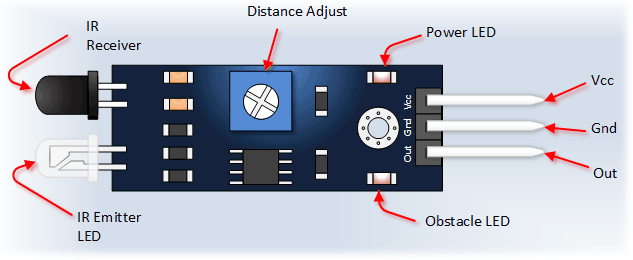 Distance Adjust
IR
Receiver
Power LED
Vcc
Vcc
Gnd
Gnd
Out
Out
IR Emitter
LED
Obstacle LED